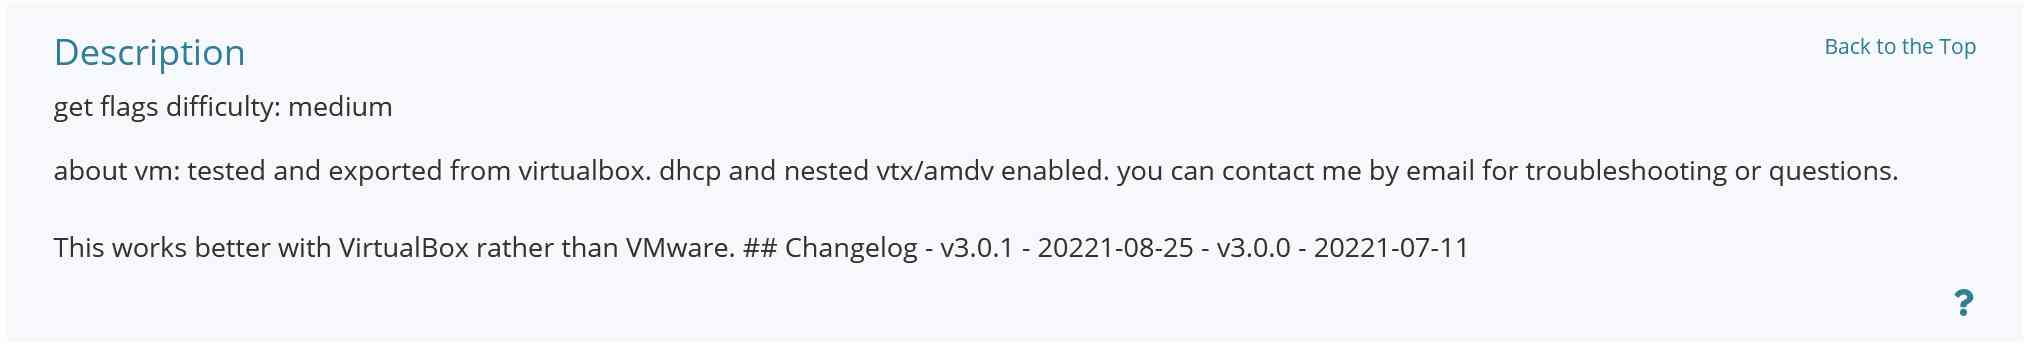 Description
Back to the Top
get flags difficulty: medium
about vm: tested and exported from virtualbox. dhcp and nested vtx/amdv enabled. you can contact me by email for troubleshooting or questions.
This works better with VirtualBox rather than VMware. ## Changelog - v3.0.1 - 20221-08-25 - v3.0.0 - 20221-07-11
?